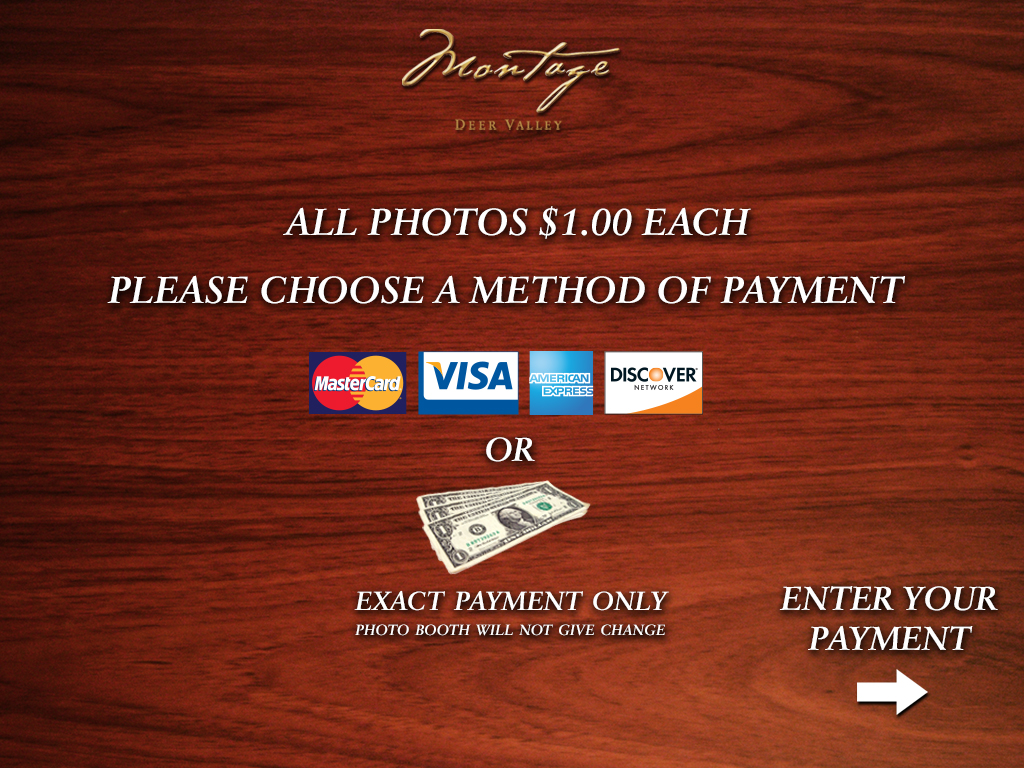 Montage
DEER VALLEY
ALL PHOTOS $1.00 EACH
PLEASE CHOOSE A METHOD OF PAYMENT
MasterCard VISA AMERICAN EXPRESS DISCOVER NETWORK
OR
EXACT PAYMENT ONLY
PHOTO BOOTH WILL NOT GIVE CHANGE
ENTER YOUR
PAYMENT